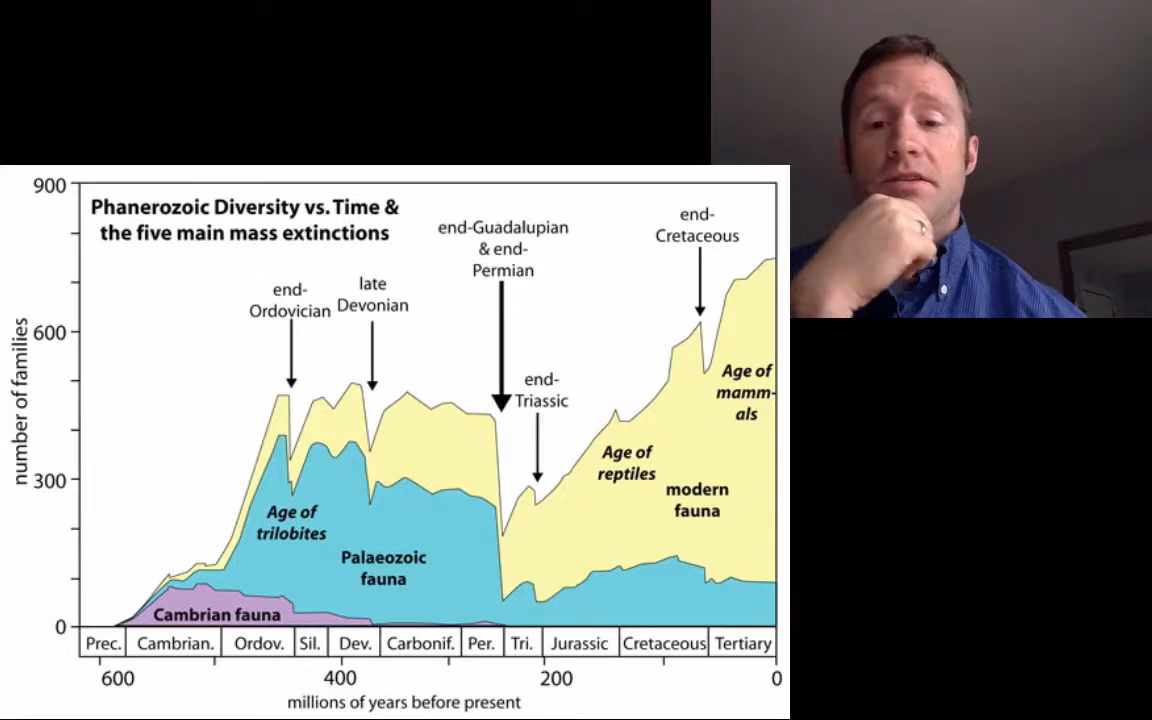 900
Phanerozoic Diversity vs. Time &
the five main mass extinctions
end-Guadalupian
& end-
Permian
end-
Cretaceous
end-
Ordovician
late
Devonian
600
end-
Triassic
Age of
mamm-
als
number of families
Age of
reptiles
300
modern
fauna
Age of
trilobites
Palaeozoic
fauna
Cambrian fauna
0
Prec. Cambrian. Ordov. Sil. Dev. Carbonif. Per. Tri. Jurassic Cretaceous Tertiary
600 400 200 0
millions of years before present